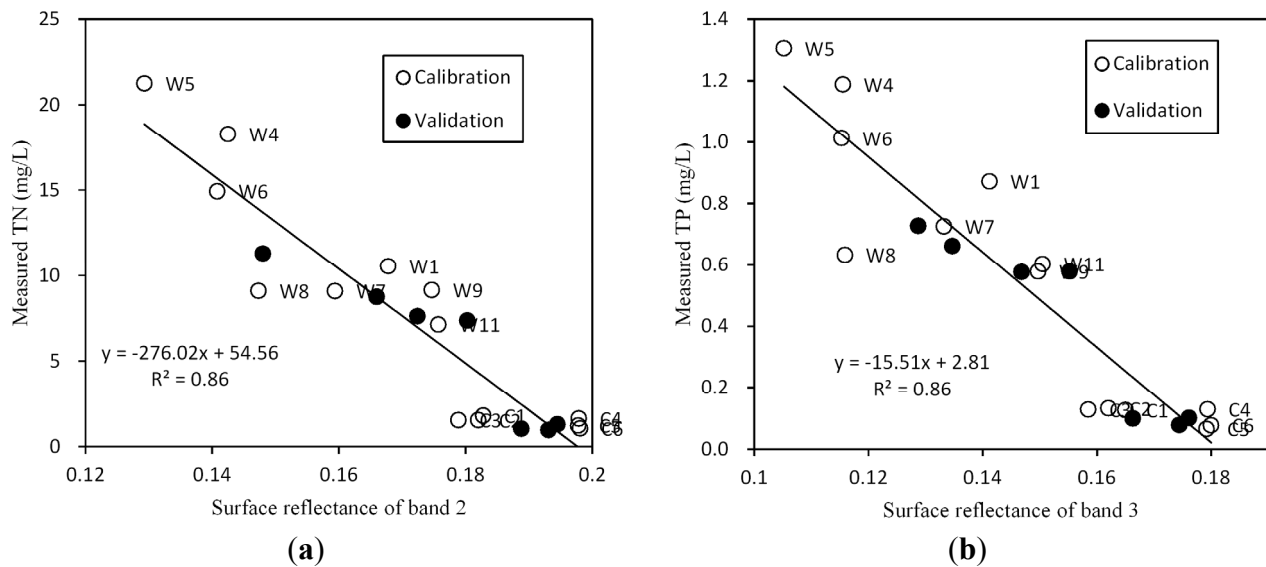 25
20
15
10
5
0
0.12
0.14
0.16
0.18
0.2
Measured TN (mg/L)
Surface reflectance of band 2
Calibration
Validation
W5
W4
W6
W1
W8
W7
W9
W11
C1
C3
C2
C4
C6
y = -276.02x + 54.56
R² = 0.86
(a)
1.4
1.2
1.0
0.8
0.6
0.4
0.2
0.0
0.1
0.12
0.14
0.16
0.18
Measured TP (mg/L)
Surface reflectance of band 3
Calibration
Validation
W5
W4
W6
W1
W7
W8
W11
W9
C3
C2
C1
C4
C6
C5
y = -15.51x + 2.81
R² = 0.86
(b)